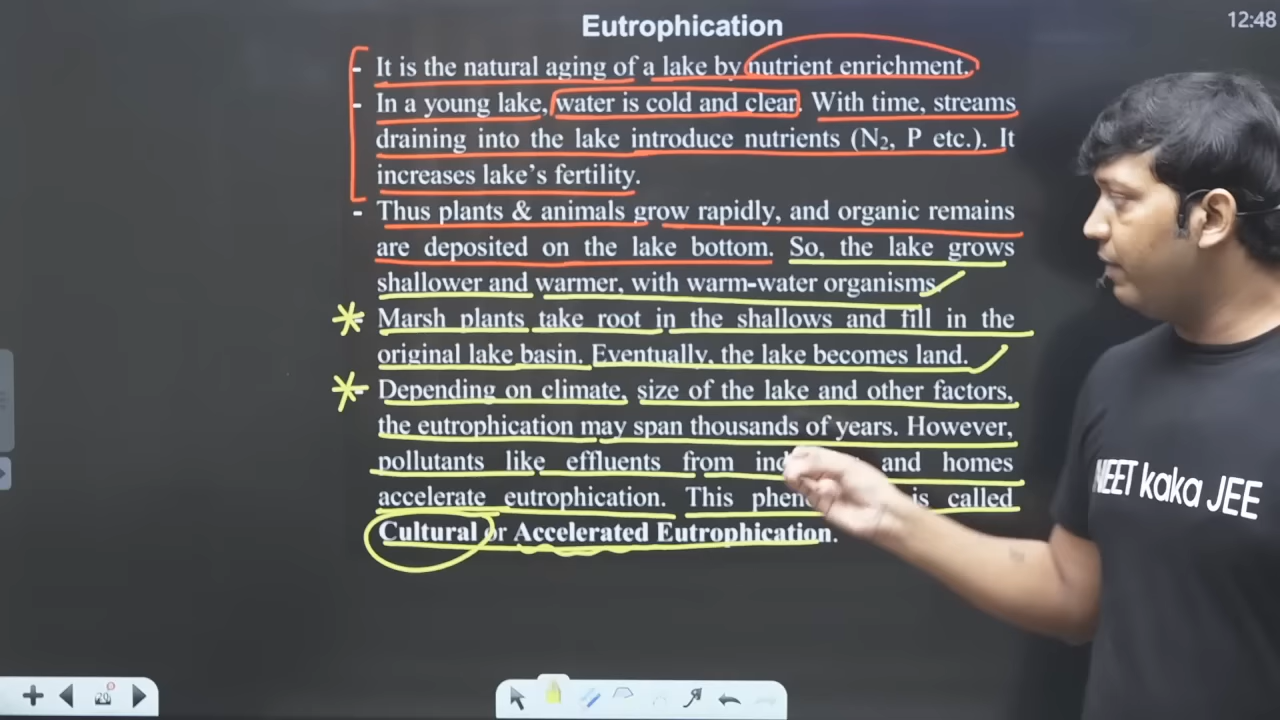 Eutrophication
12:48
- It is the natural aging of a lake by nutrient enrichment.
- In a young lake, water is cold and clear. With time, streams
draining into the lake introduce nutrients (N2, P etc.). It
increases lake's fertility.
- Thus plants & animals grow rapidly, and organic remains
are deposited on the lake bottom. So, the lake grows
shallower and warmer, with warm-water organisms.
- Marsh plants take root in the shallows and fill in the
original lake basin. Eventually, the lake becomes land.
- Depending on climate, size of the lake and other factors,
the eutrophication may span thousands of years. However,
pollutants like effluents from and homes
accelerate eutrophication. This is called
Cultural or Accelerated Eutrophication.
NEET kaka JEE
20